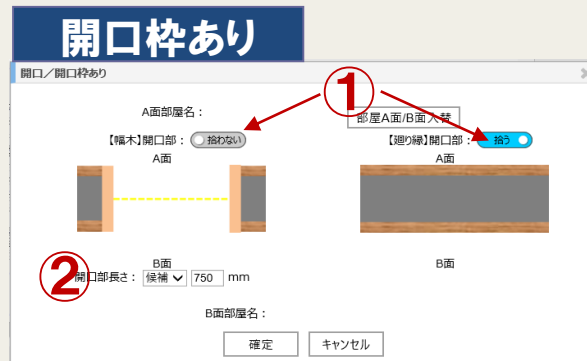 開口枠あり
開口／開口枠あり
①
A面部屋名：
部屋A面/B面入替
【幅木】開口部： 拾わない
【廻り縁】開口部： 拾う
A面
A面
B面
B面
②
開口部長さ： 候補 750 mm
B面部屋名：
確定 キャンセル